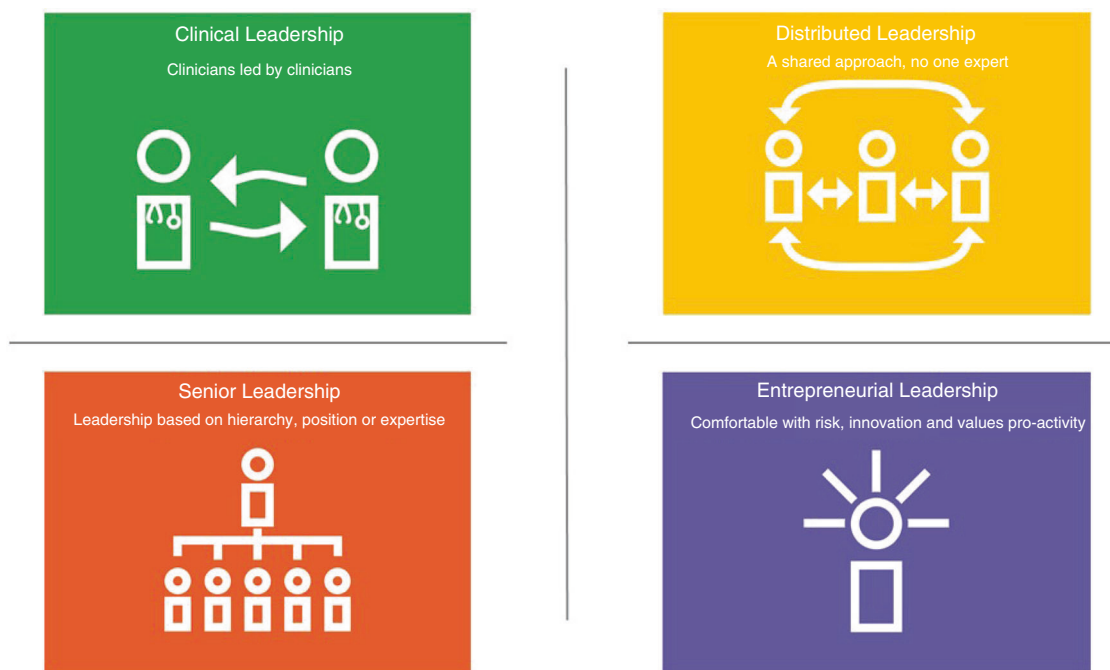 Clinical Leadership
Clinicians led by clinicians
Distributed Leadership
A shared approach, no one expert
Senior Leadership
Leadership based on hierarchy, position or expertise
Entrepreneurial Leadership
Comfortable with risk, innovation and values pro-activity